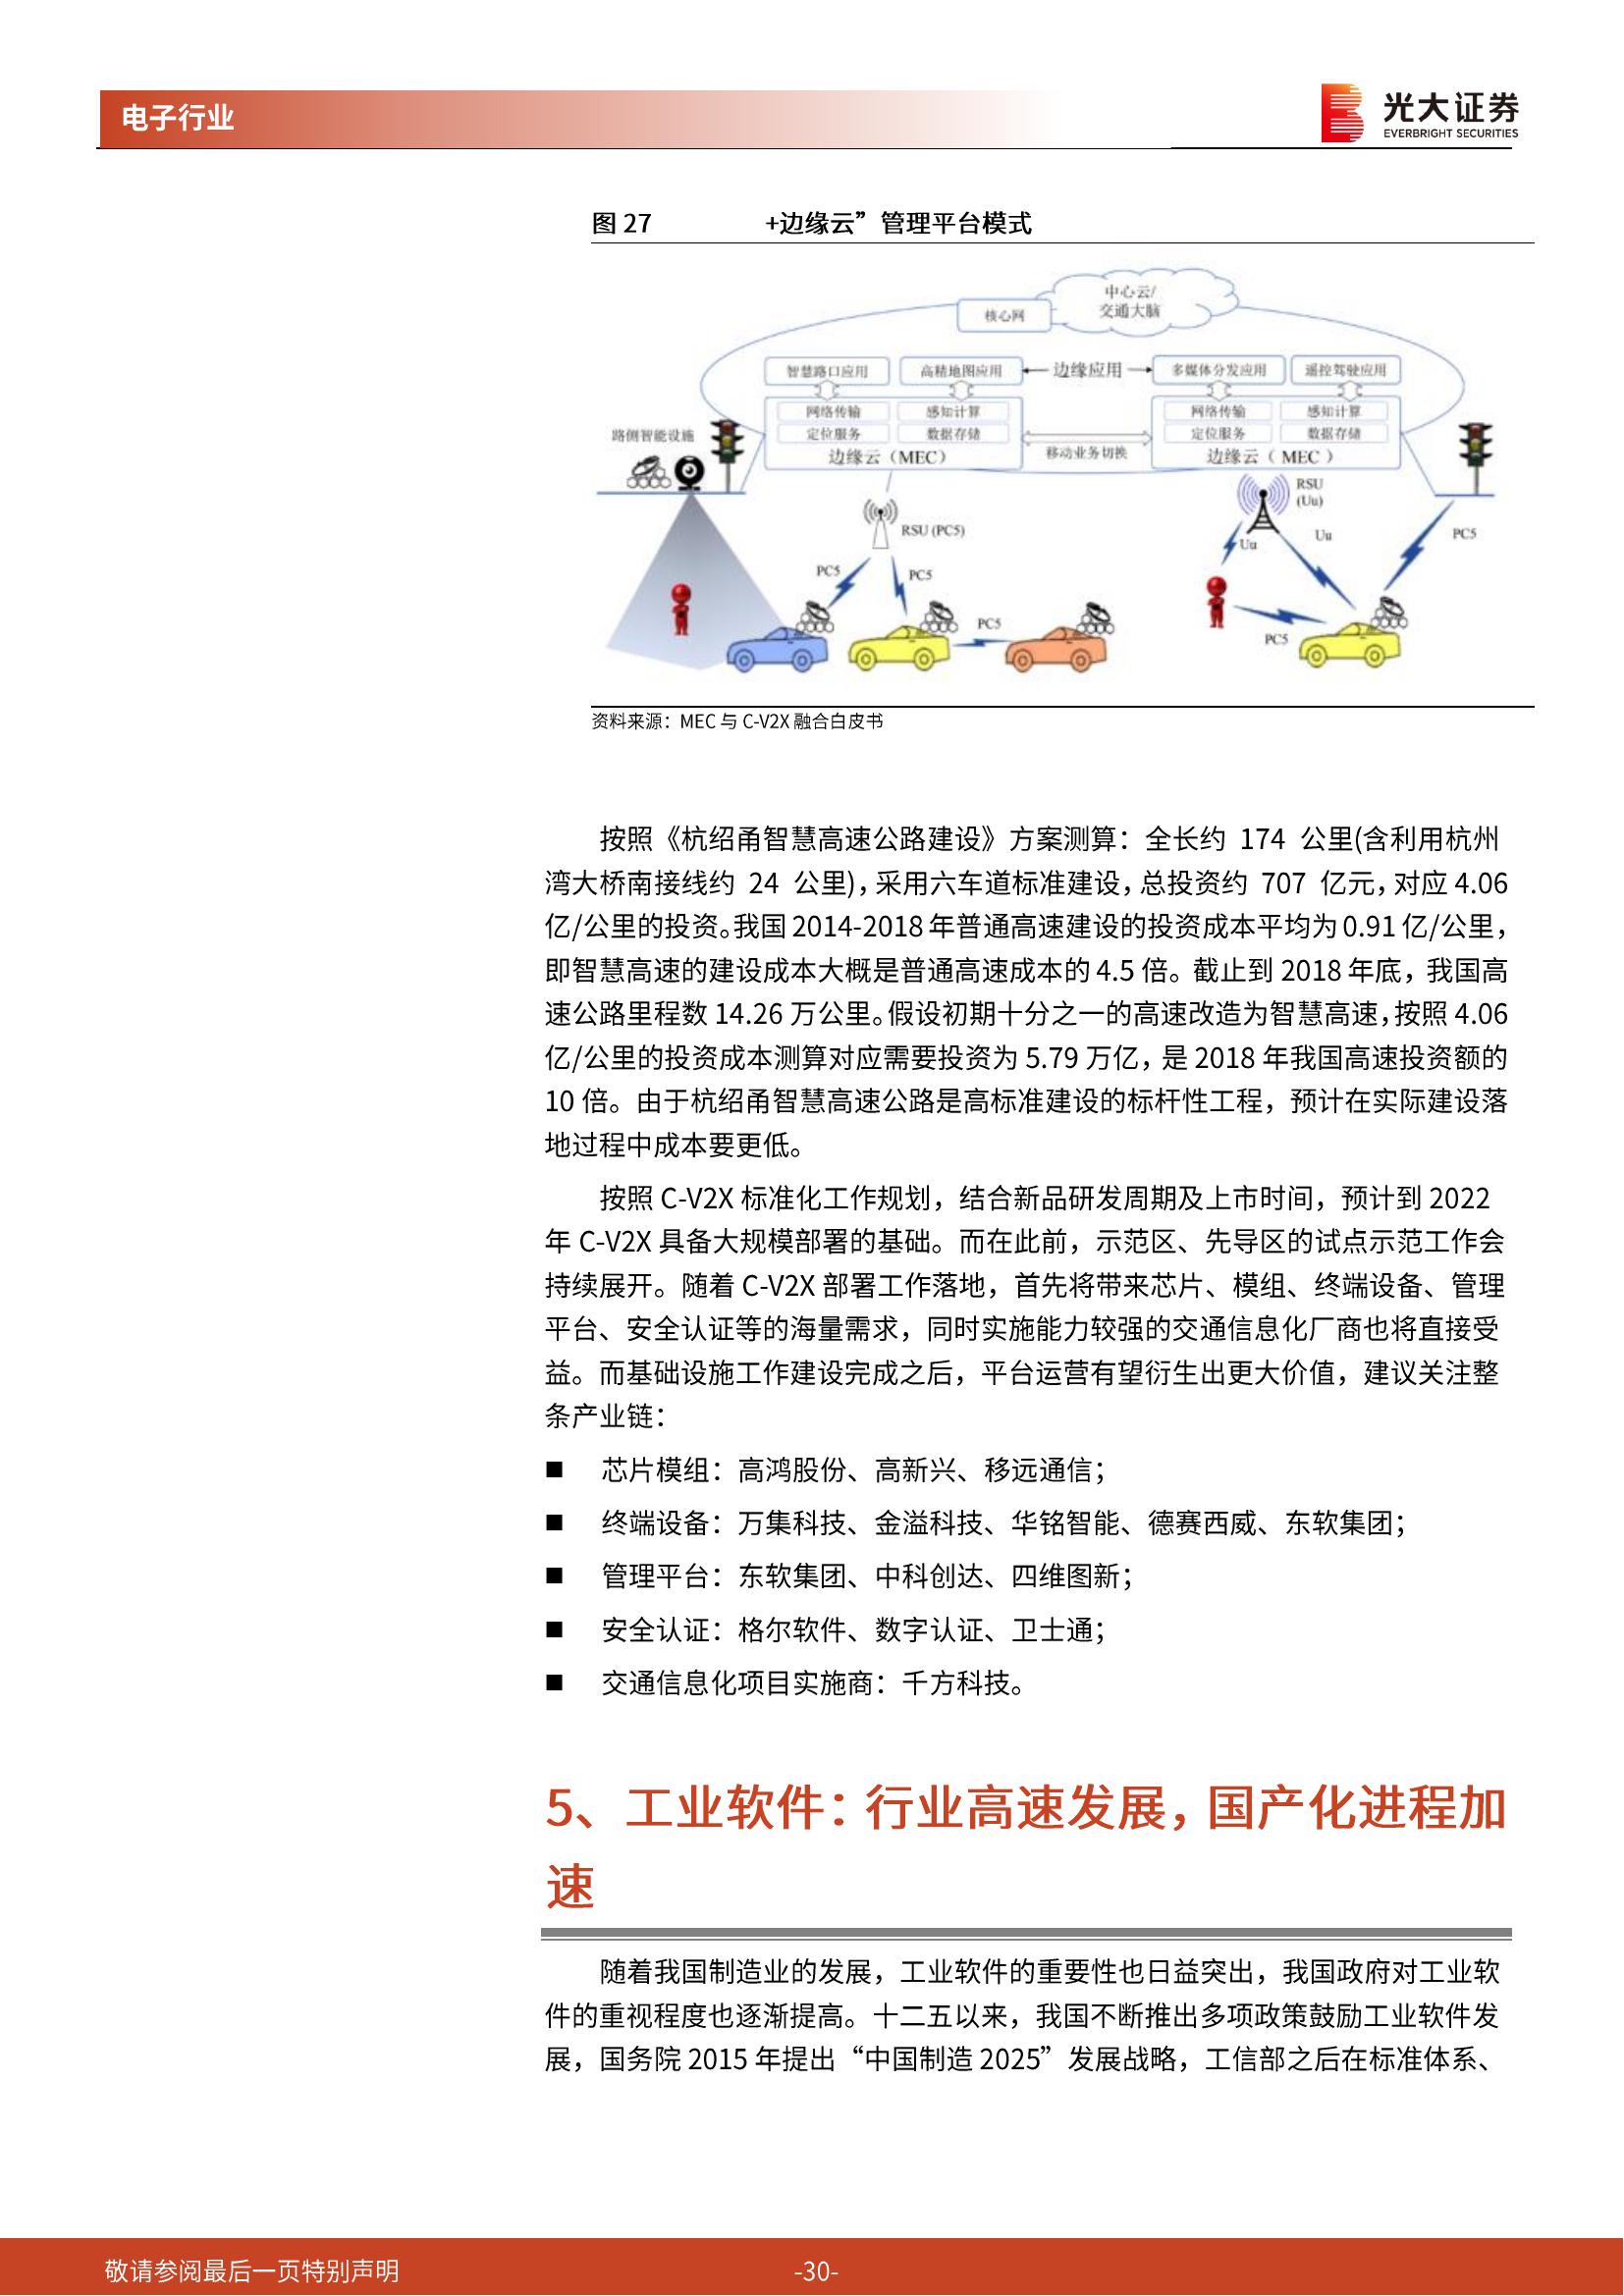 电子行业
光大证券
EVERBRIGHT SECURITIES
图 27 +边缘云”管理平台模式
中心云/
交通大脑
核心网
智慧路口应用 高精地图应用 边缘应用 多媒体分发应用 遥控驾驶应用
网络传输 感知计算 网络传输 感知计算
定位服务 数据存储 定位服务 数据存储
路侧智能设施
边缘云（MEC） 移动业务切换 边缘云（ MEC ）
RSU
(Uu)
RSU (PC5)
Uu
Uu
PC5
PC5
PC5
PC5
PC5
资料来源：MEC 与 C-V2X 融合白皮书
按照《杭绍甬智慧高速公路建设》方案测算：全长约 174 公里(含利用杭州
湾大桥南接线约 24 公里)，采用六车道标准建设，总投资约 707 亿元，对应 4.06
亿/公里的投资。我国 2014-2018 年普通高速建设的投资成本平均为 0.91 亿/公里，
即智慧高速的建设成本大概是普通高速成本的 4.5 倍。截止到 2018 年底，我国高
速公路里程数 14.26 万公里。假设初期十分之一的高速改造为智慧高速，按照 4.06
亿/公里的投资成本测算对应需要投资为 5.79 万亿，是 2018 年我国高速投资额的
10 倍。由于杭绍甬智慧高速公路是高标准建设的标杆性工程，预计在实际建设落
地过程中成本要更低。
按照 C-V2X 标准化工作规划，结合新品研发周期及上市时间，预计到 2022
年 C-V2X 具备大规模部署的基础。而在此前，示范区、先导区的试点示范工作会
持续展开。随着 C-V2X 部署工作落地，首先将带来芯片、模组、终端设备、管理
平台、安全认证等的海量需求，同时实施能力较强的交通信息化厂商也将直接受
益。而基础设施工作建设完成之后，平台运营有望衍生出更大价值，建议关注整
条产业链：
■ 芯片模组：高鸿股份、高新兴、移远通信；
■ 终端设备：万集科技、金溢科技、华铭智能、德赛西威、东软集团；
■ 管理平台：东软集团、中科创达、四维图新；
■ 安全认证：格尔软件、数字认证、卫士通；
■ 交通信息化项目实施商：千方科技。
5、工业软件：行业高速发展，国产化进程加
速
随着我国制造业的发展，工业软件的重要性也日益突出，我国政府对工业软
件的重视程度也逐渐提高。十二五以来，我国不断推出多项政策鼓励工业软件发
展，国务院 2015 年提出“中国制造 2025”发展战略，工信部之后在标准体系、
敬请参阅最后一页特别声明 -30-